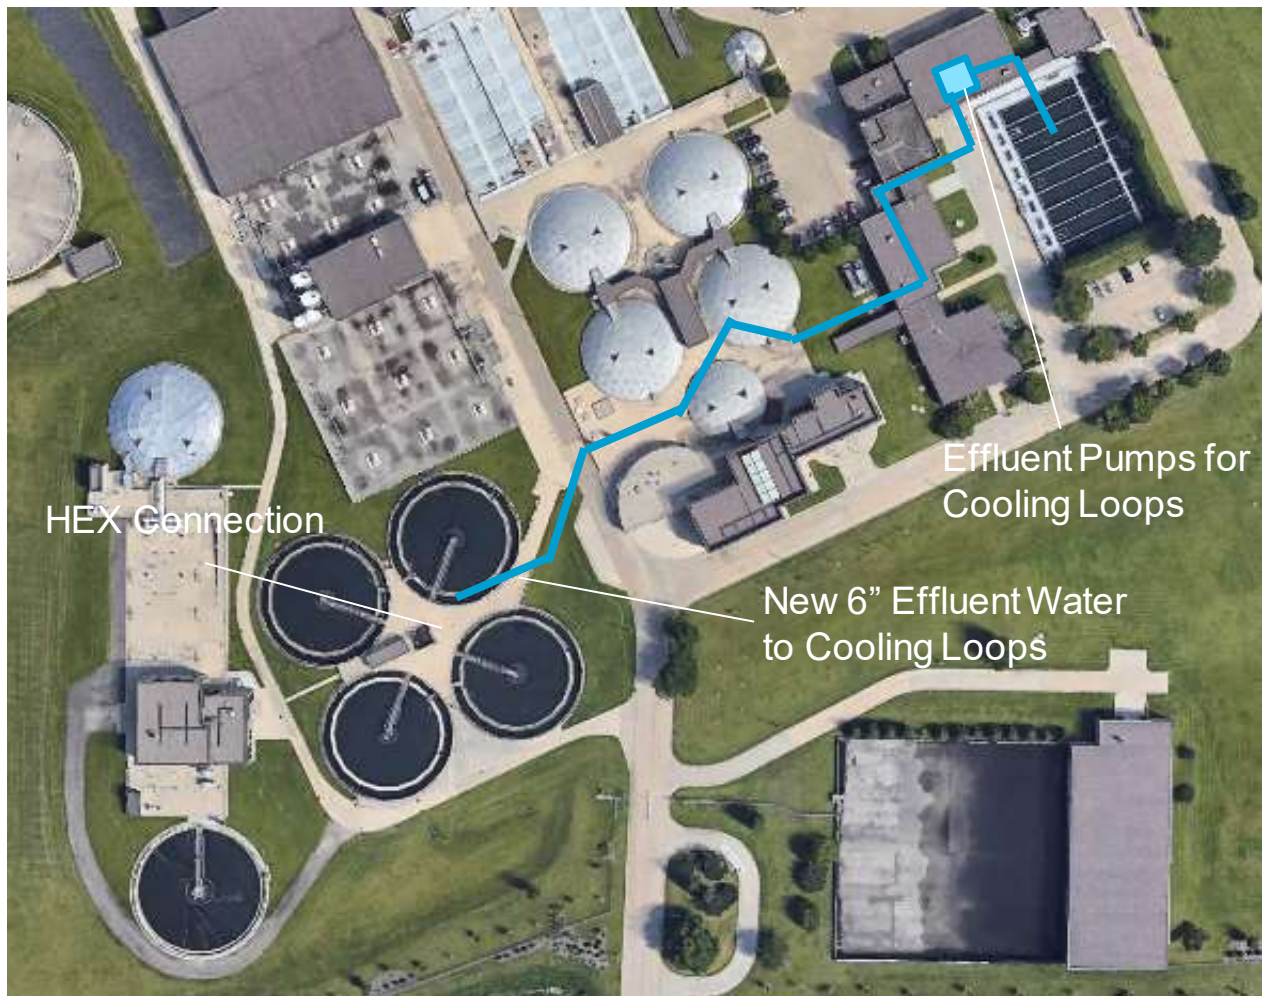 Effluent Pumps for
Cooling Loops
HEX Connection
New 6” Effluent Water
to Cooling Loops